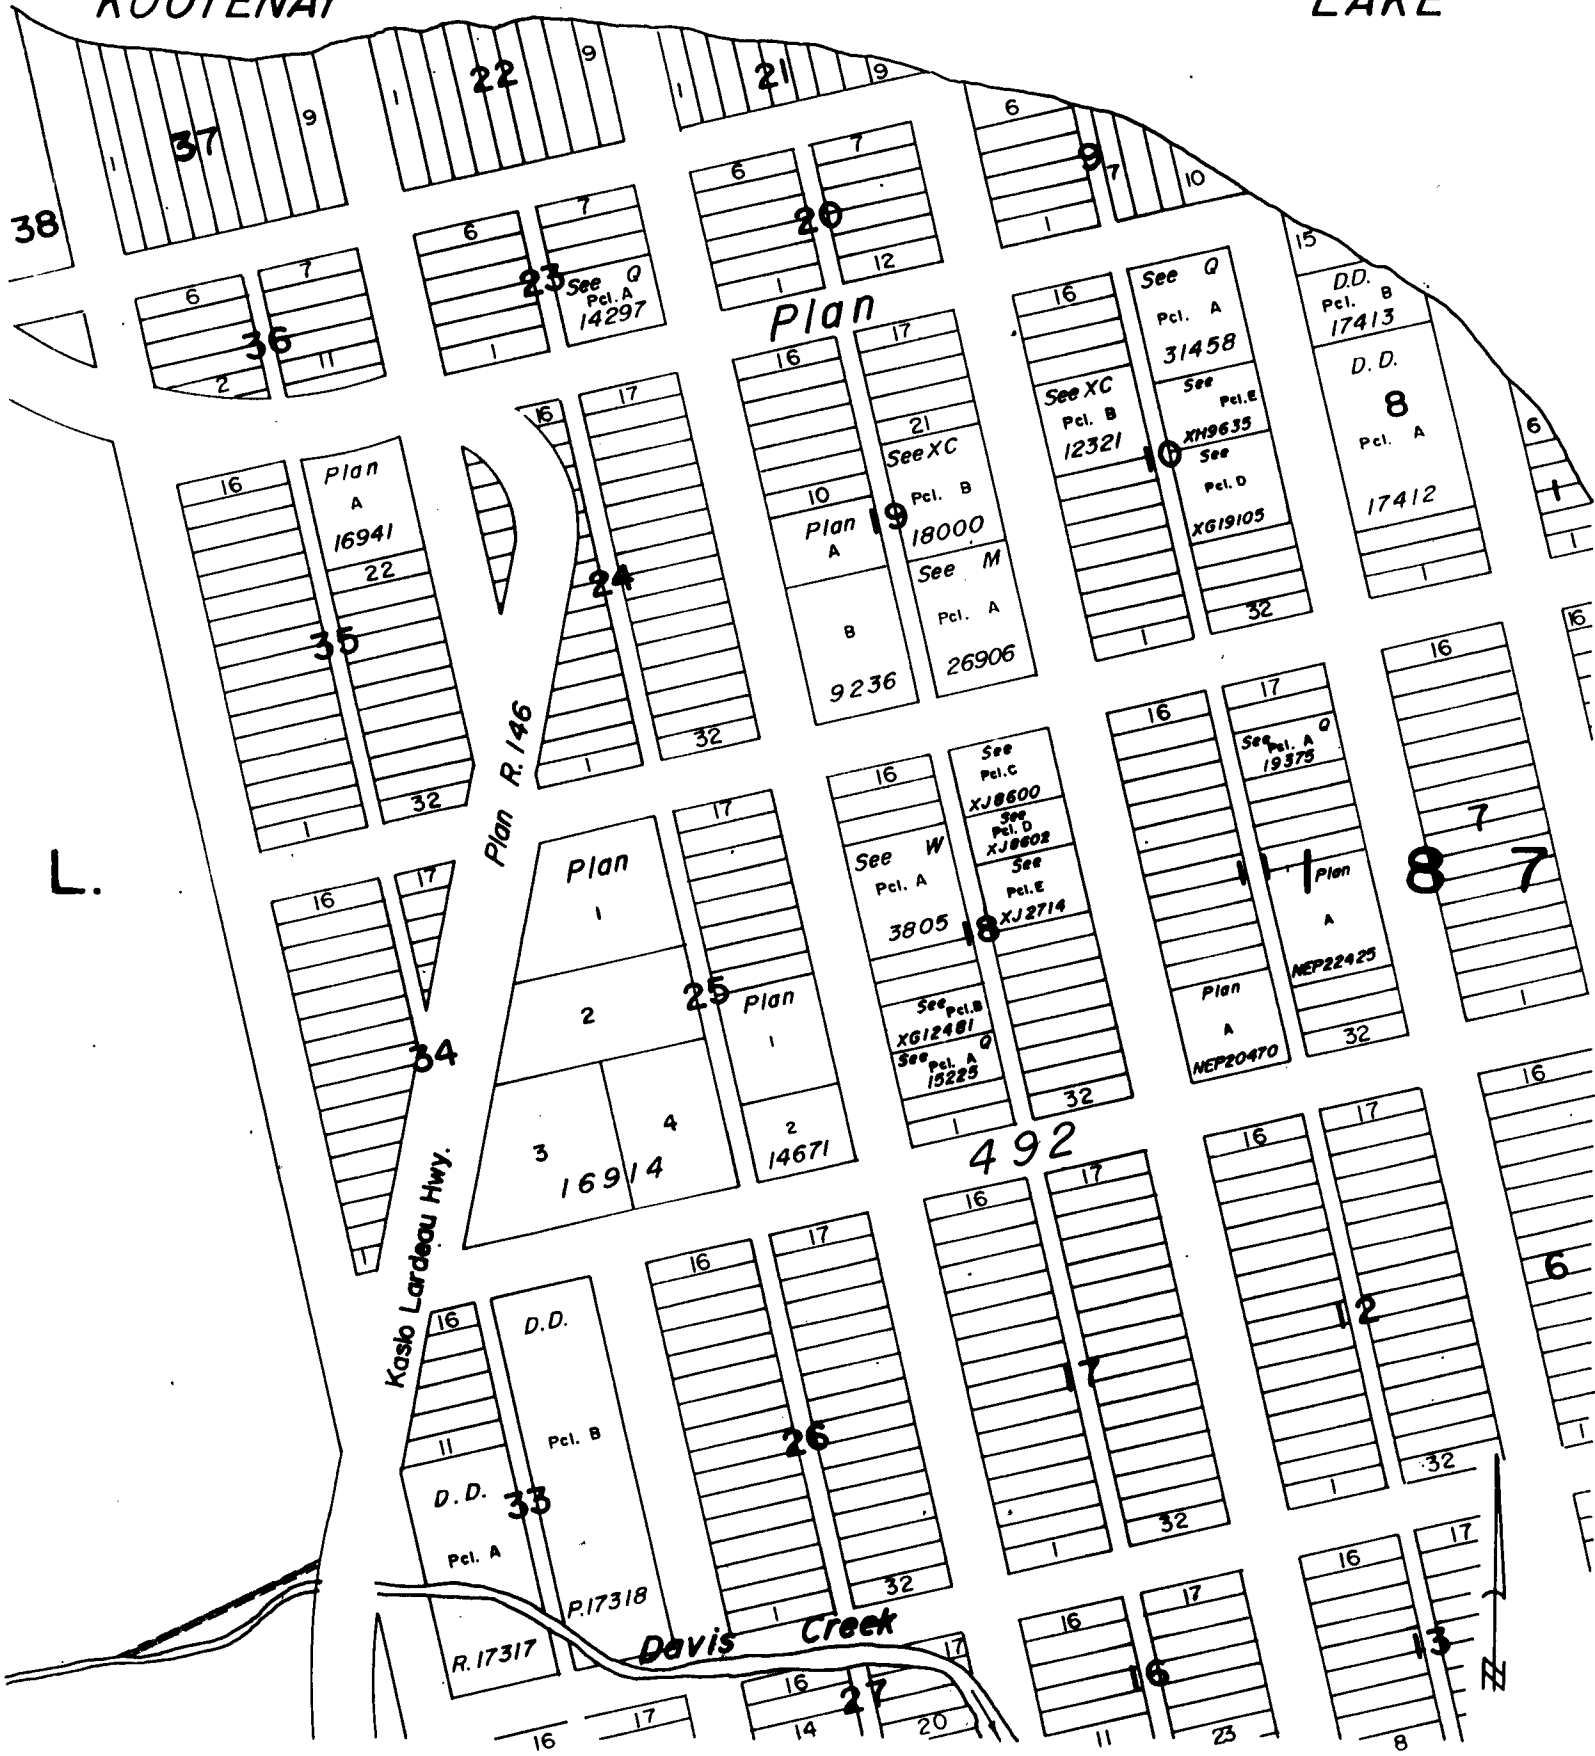 KOOTENAY
LAKE
9
22
21
9
1
1
6
37
9
9
7
10
1
6
7
1
38
6
7
20
15
6
7
23
See Q
Pcl. A
14297
1
12
D.D.
Pcl. B
17413
36
2
11
1
Plan
16
See Q
Pcl. A
31458
D.D.
8
Pcl. A
17412
1
6
1
1
16
17
16
17
21
See XC
Pcl. B
18000
See XC
Pcl. B
12321
10
See
Pcl. E
XH9635
See
Pcl. D
XG19105
32
1
16
Plan
A
16941
22
24
10
Plan
A
19
B
9236
See M
Pcl. A
26906
16
16
35
32
1
32
1
Plan R. 146
16
17
See Q
Pcl. A
19375
7
L.
16
See
Pcl. C
XJ8600
See
Pcl. D
XJ8602
See
Pcl. E
XJ2714
See W
Pcl. A
3805
18
11
1
Plan
A
NEP22425
8 7
17
16
17
Plan
1
2
25
Plan
1
See Pcl. B
XG12481
See Q
Pcl. A
15225
1
32
Plan
A
NEP20470
32
1
34
3
4
16914
2
14671
492
16
17
16
1
Kaslo Lardeau Hwy.
16
17
16
17
6
16
D.D.
Pcl. B
P.17318
26
17
12
1
11
D.D.
33
Pcl. A
R.17317
32
1
32
1
32
1
16
17
Davis Creek
17
16
17
13
16
16
27
16
17
14
20
11
23
8